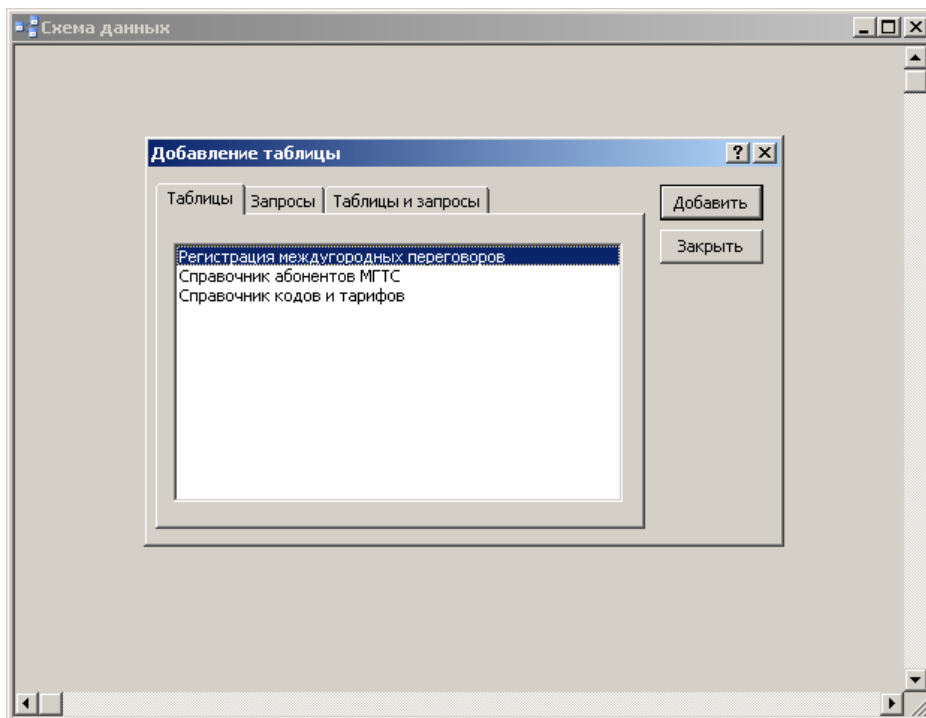 Схема данных
Добавление таблицы
Таблицы Запросы Таблицы и запросы
Добавить
Закрыть
Регистрация междугородных переговоров
Справочник абонентов МГТС
Справочник кодов и тарифов